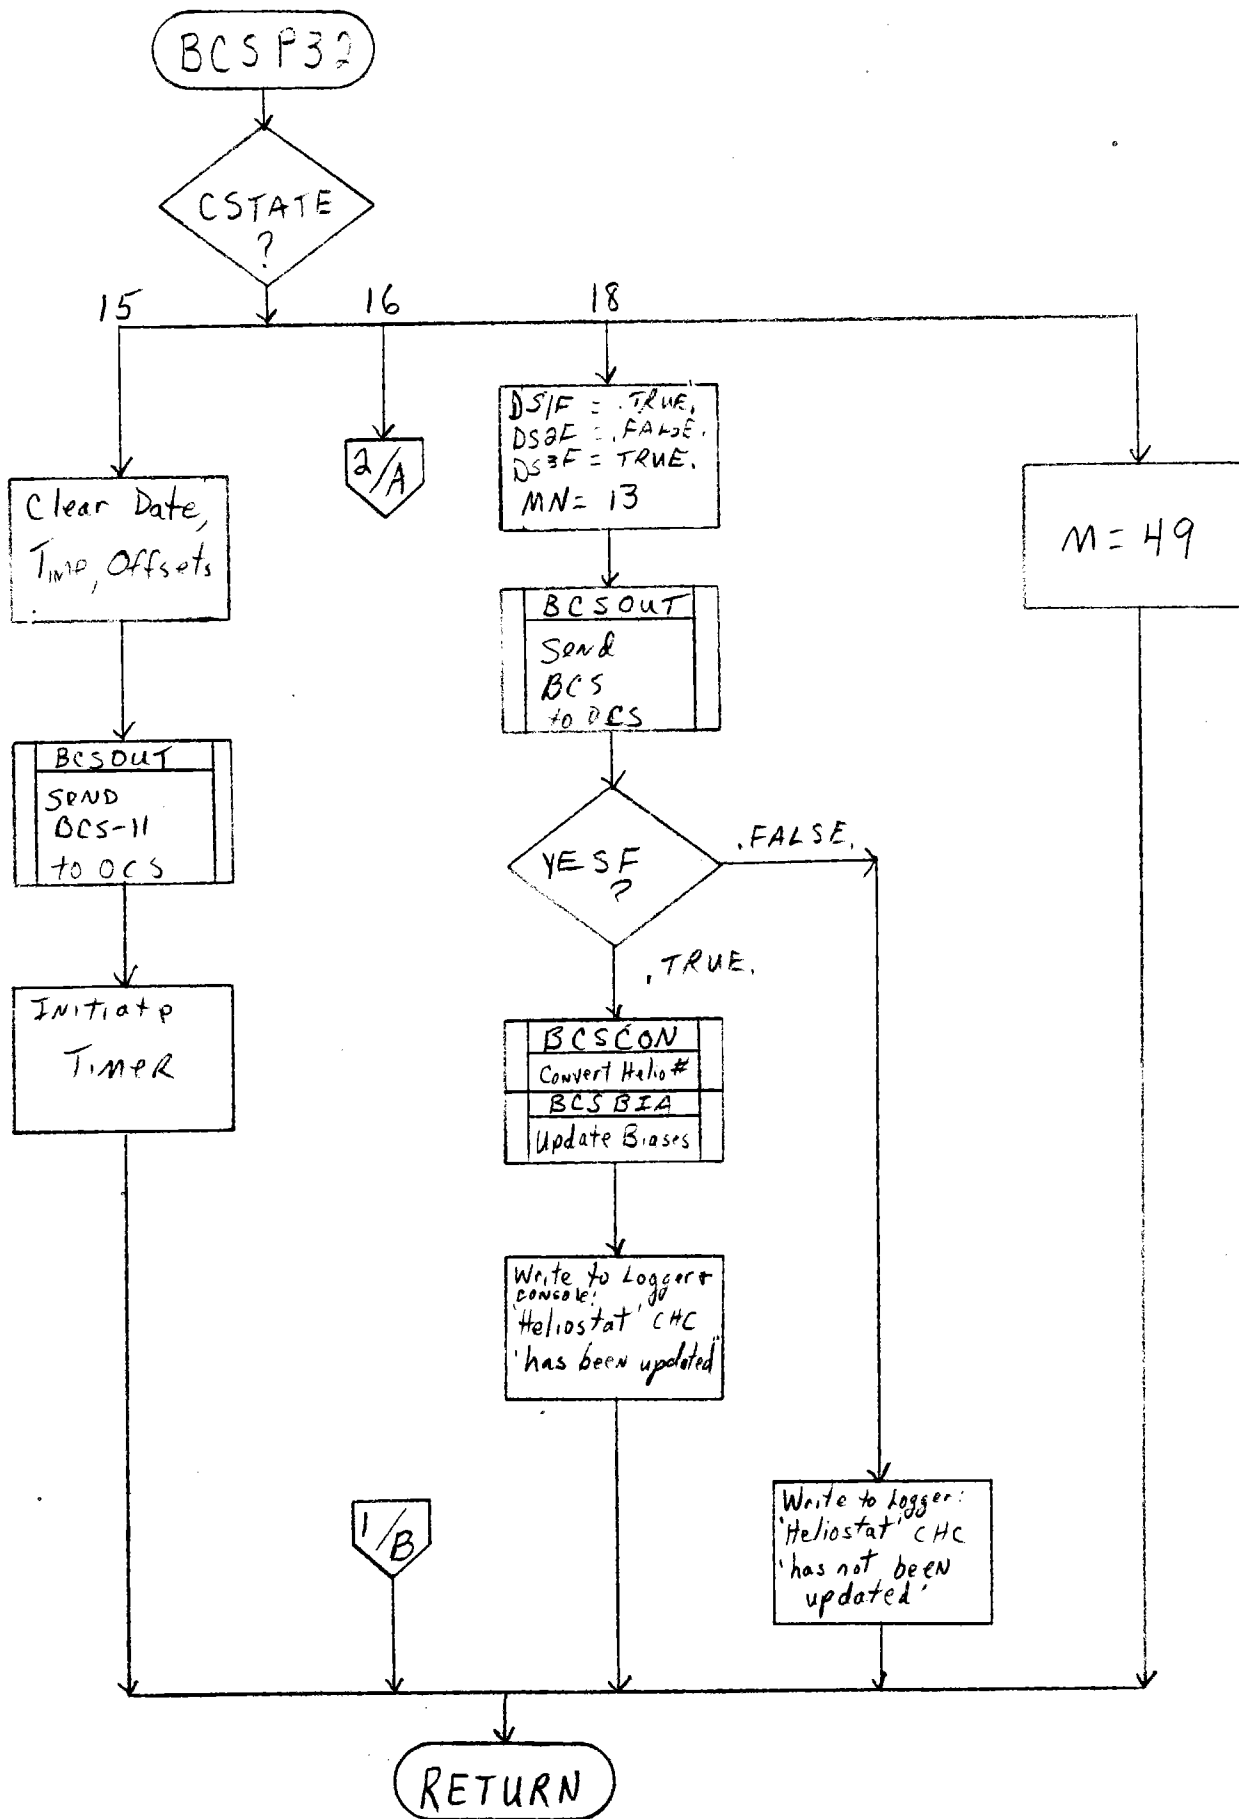 BCSP32
CSTATE
?
15
16
18
DS1F = .TRUE.
DS2F = .FALSE.
DS3F = TRUE.
MN= 13
2/A
Clear Date,
Time, Offsets
M= 49
BCSOUT
Send
BCS
to OCS
BCSOUT
SEND
BCS-11
to OCS
YESF
?
.FALSE.
.TRUE.
Initiate
Timer
BCSCON
Convert Helio #
BCSBIA
Update Biases
Write to Logger +
console:
'Heliostat' CHC
'has been updated'
1/B
Write to Logger:
'Heliostat' CHC
'has not been
updated'
RETURN